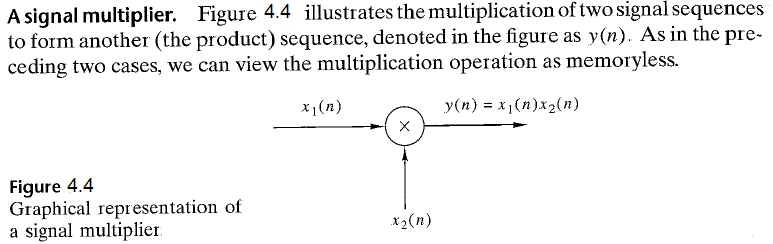 A signal multiplier. Figure 4.4 illustrates the multiplication of two signal sequences
to form another (the product) sequence, denoted in the figure as y(n). As in the pre-
ceding two cases, we can view the multiplication operation as memoryless.
x₁(n)
y(n) = x₁(n)x₂(n)
×
x₂(n)
Figure 4.4
Graphical representation of
a signal multiplier.